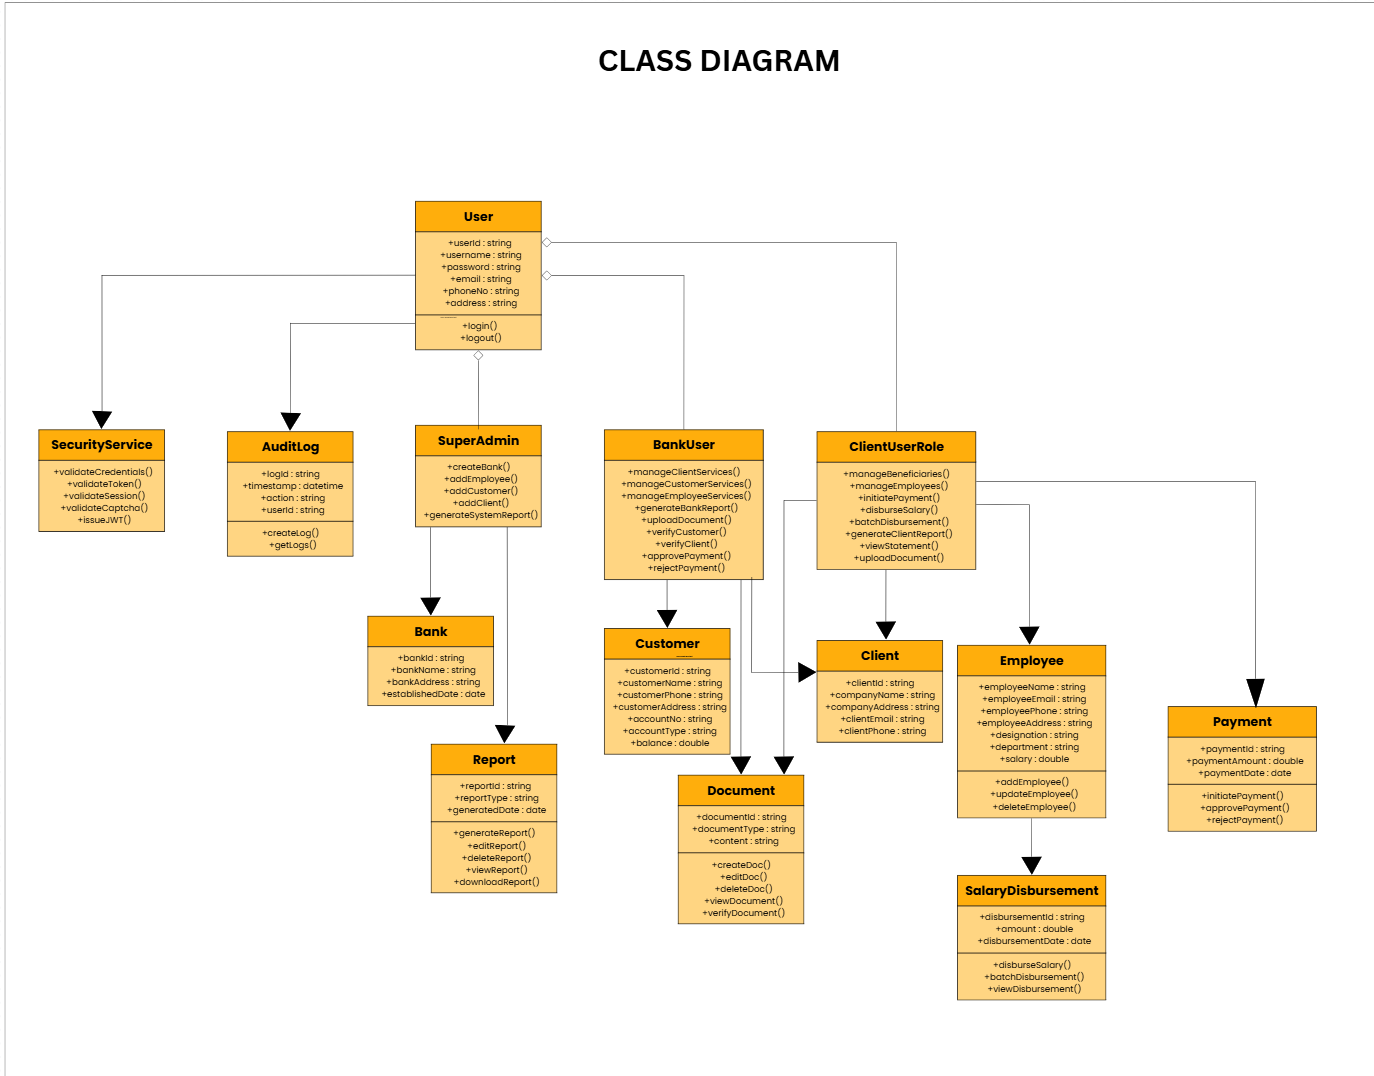 CLASS DIAGRAM
User
+userId : string
+username : string
+password : string
+email : string
+phoneNo : string
+address : string
+login()
+logout()
SecurityService
+validateCredentials()
+validateToken()
+validateSession()
+validateCaptcha()
+issueJWT()
AuditLog
+logId : string
+timestamp : datetime
+action : string
+userId : string
+createLog()
+getLogs()
SuperAdmin
+createBank()
+addEmployee()
+addCustomer()
+addClient()
+generateSystemReport()
BankUser
+manageClientServices()
+manageCustomerServices()
+manageEmployeeServices()
+generateBankReport()
+uploadDocument()
+verifyCustomer()
+verifyClient()
+approvePayment()
+rejectPayment()
ClientUserRole
+manageBeneficiaries()
+manageEmployees()
+initiatePayment()
+disburseSalary()
+batchDisbursement()
+generateClientReport()
+viewStatement()
+uploadDocument()
Bank
+bankId : string
+bankName : string
+bankAddress : string
+establishedDate : date
Customer
+customerId : string
+customerName : string
+customerPhone : string
+customerAddress : string
+accountNo : string
+accountType : string
+balance : double
Client
+clientId : string
+companyName : string
+companyAddress : string
+clientEmail : string
+clientPhone : string
Employee
+employeeName : string
+employeeEmail : string
+employeePhone : string
+employeeAddress : string
+designation : string
+department : string
+salary : double
+addEmployee()
+updateEmployee()
+deleteEmployee()
Payment
+paymentId : string
+paymentAmount : double
+paymentDate : date
+initiatePayment()
+approvePayment()
+rejectPayment()
Report
+reportId : string
+reportType : string
+generatedDate : date
+generateReport()
+editReport()
+deleteReport()
+viewReport()
+downloadReport()
Document
+documentId : string
+documentType : string
+content : string
+createDoc()
+editDoc()
+deleteDoc()
+viewDocument()
+verifyDocument()
SalaryDisbursement
+disbursementId : string
+amount : double
+disbursementDate : date
+disburseSalary()
+batchDisbursement()
+viewDisbursement()